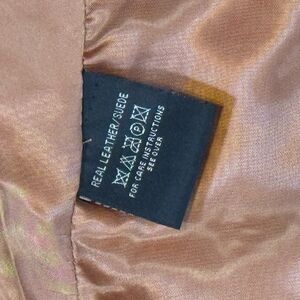 REAL LEATHER/SUEDE
FOR CARE INSTRUCTIONS
SEE OVER